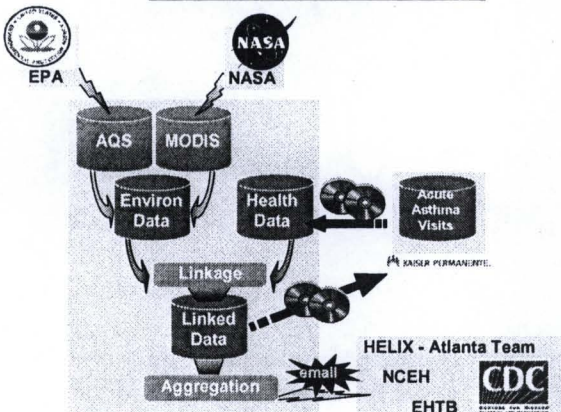 EPA
NASA
NASA
AQS
MODIS
Environ
Data
Health
Data
Acute
Asthma
Visits
KAISER PERMANENTE.
Linkage
Linked
Data
Aggregation
email
HELIX - Atlanta Team
NCEH
EHTB
CDC